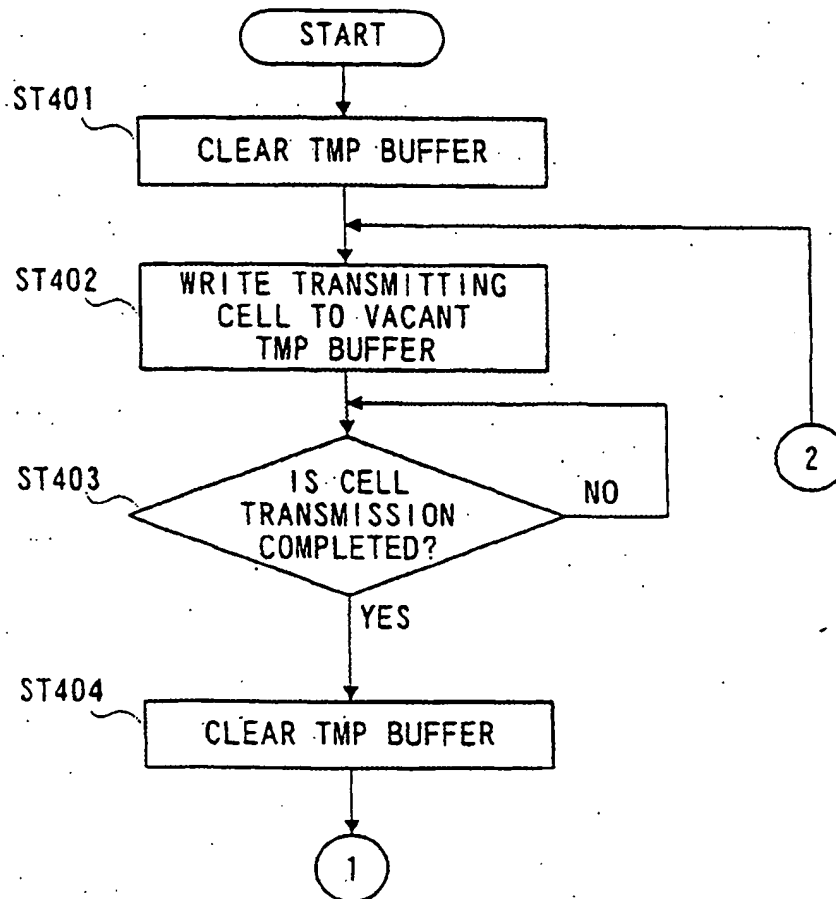 START
ST401
CLEAR TMP BUFFER
ST402
WRITE TRANSMITTING
CELL TO VACANT
TMP BUFFER
ST403
IS CELL
TRANSMISSION
COMPLETED?
NO
2
YES
ST404
CLEAR TMP BUFFER
1